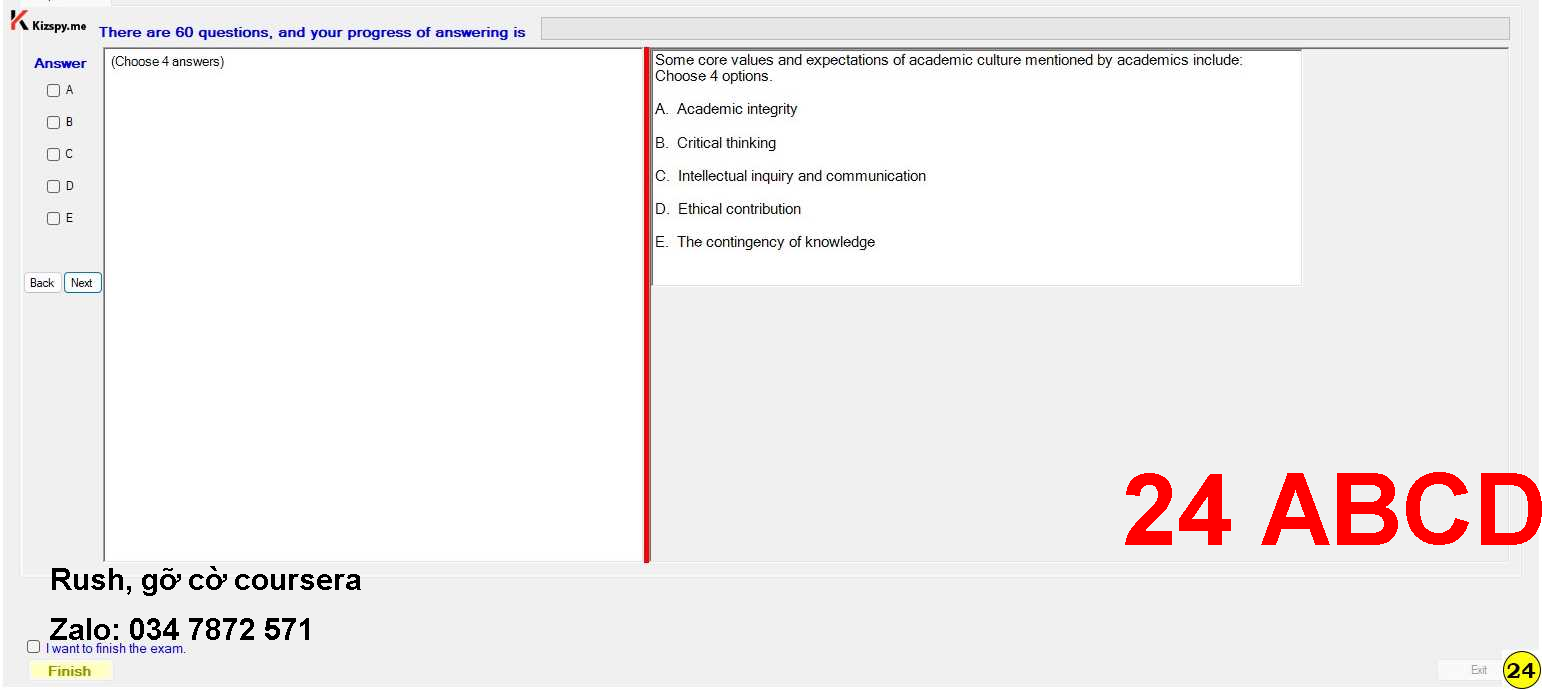 Kizspy.me
There are 60 questions, and your progress of answering is
Answer
A
B
C
D
E
Back
Next
(Choose 4 answers)
Some core values and expectations of academic culture mentioned by academics include:
Choose 4 options.
A. Academic integrity
B. Critical thinking
C. Intellectual inquiry and communication
D. Ethical contribution
E. The contingency of knowledge
24 ABCD
Rush, gỡ cờ coursera
Zalo: 034 7872 571
I want to finish the exam.
Finish
Exit
24